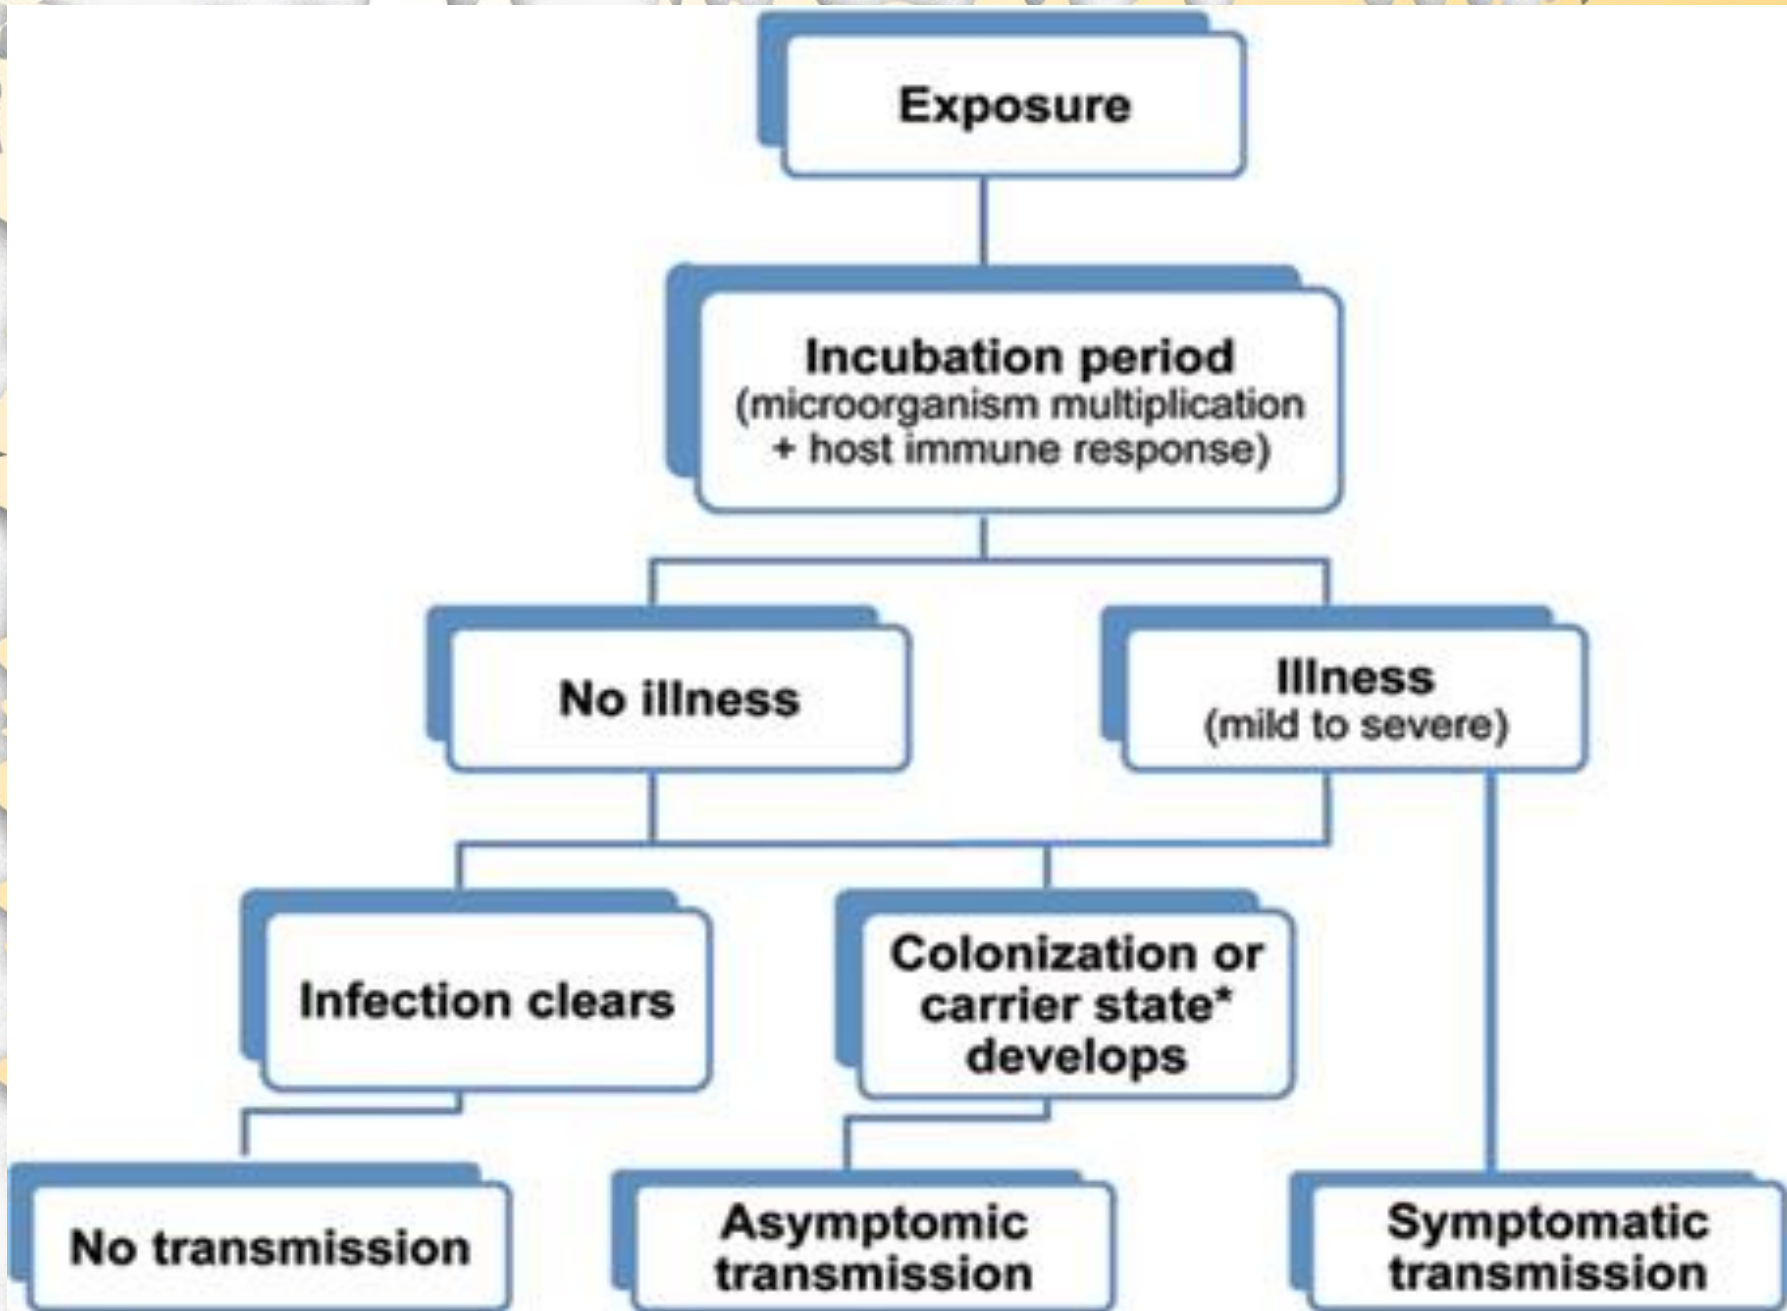 Exposure
Incubation period
(microorganism multiplication
+ host immune response)
No illness
Illness
(mild to severe)
Infection clears
Colonization or
carrier state*
develops
No transmission
Asymptomic
transmission
Symptomatic
transmission